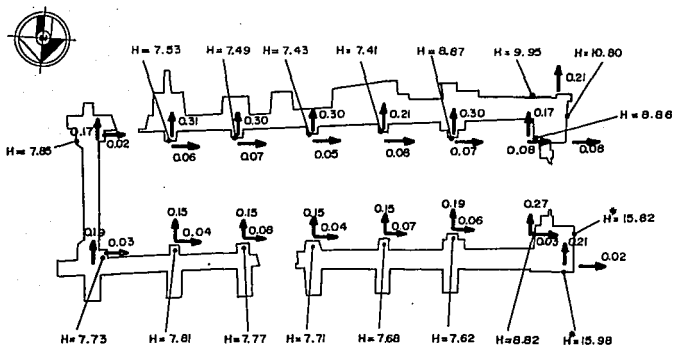 N
H=7.53 H=7.49 H=7.43 H=7.41 H=8.87 H=9.95 H=10.80
0.21
0.31 0.30 0.30 0.21 0.30 0.17
H=8.86
0.17 0.02
H=7.85
0.06 0.07 0.05 0.08 0.07 0.08 0.08
0.15 0.15 0.15 0.15 0.19 0.27
0.04 0.08 0.04 0.07 0.06 0.03
H*=15.82
0.19 0.03 0.21
0.02
H=7.73 H=7.81 H=7.77 H=7.71 H=7.68 H=7.62 H=8.82 H*=15.98